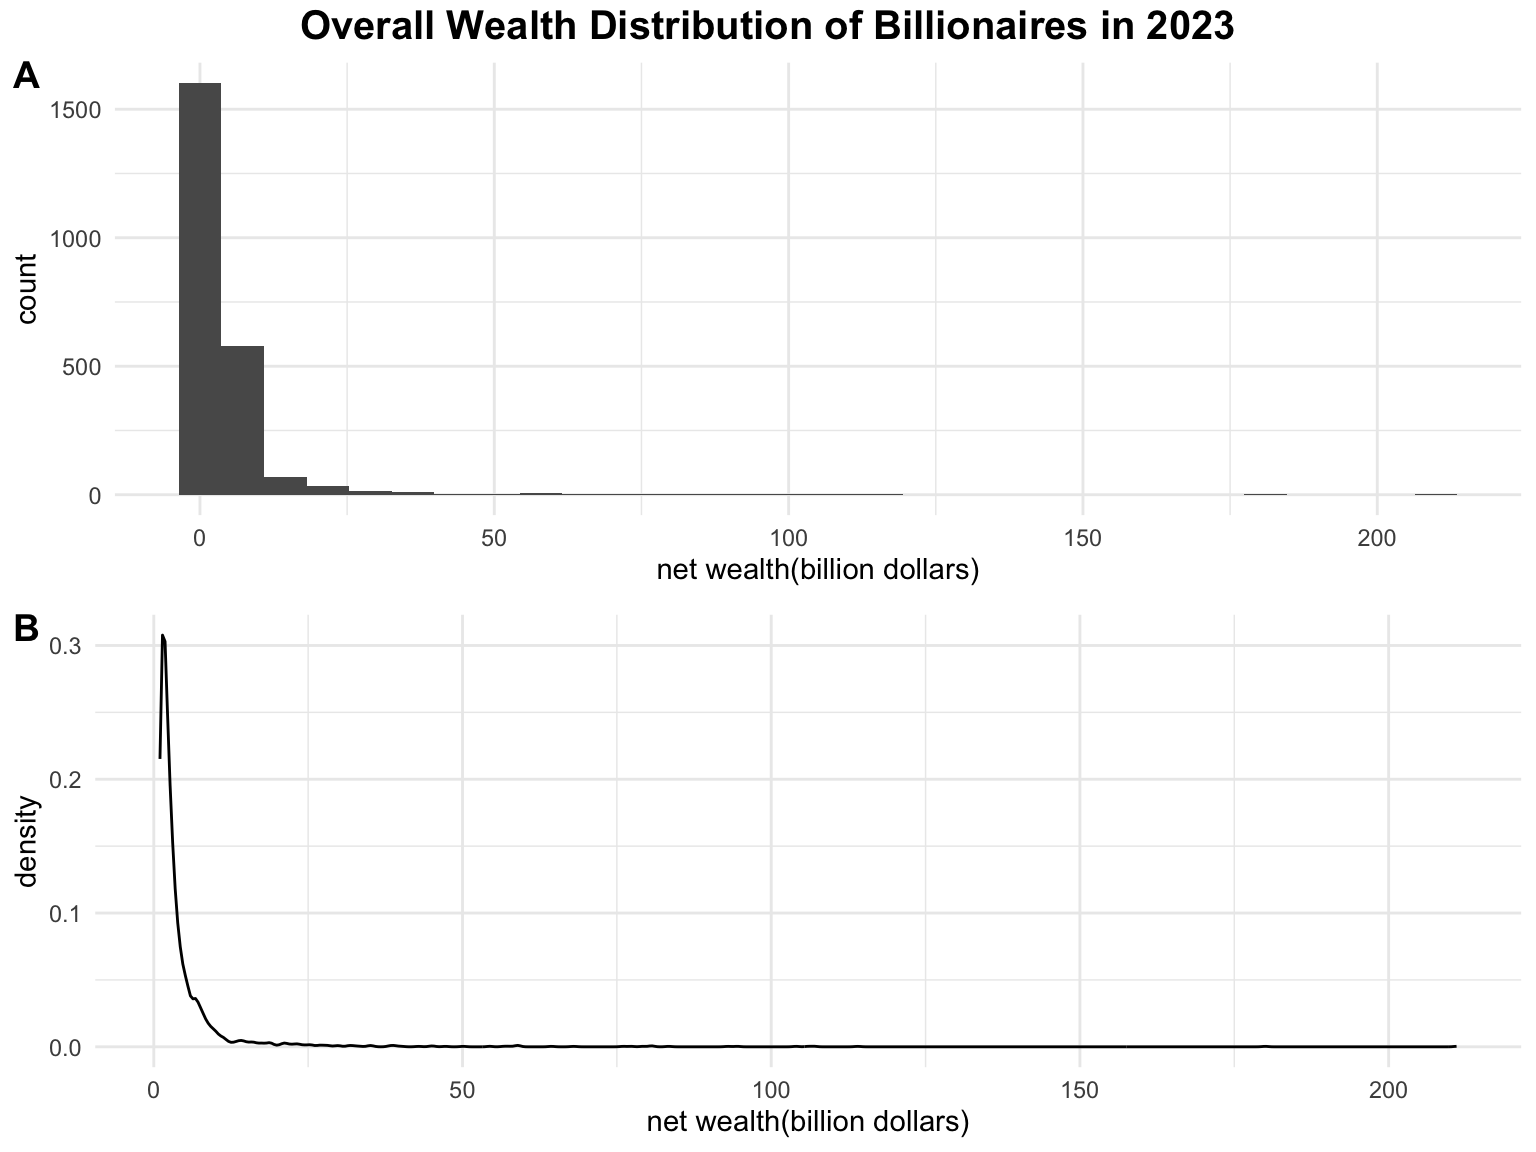 Overall Wealth Distribution of Billionaires in 2023
A
1500
1000
500
0
count
0 50 100 150 200
net wealth(billion dollars)
B
0.3
0.2
0.1
0.0
density
0 50 100 150 200
net wealth(billion dollars)